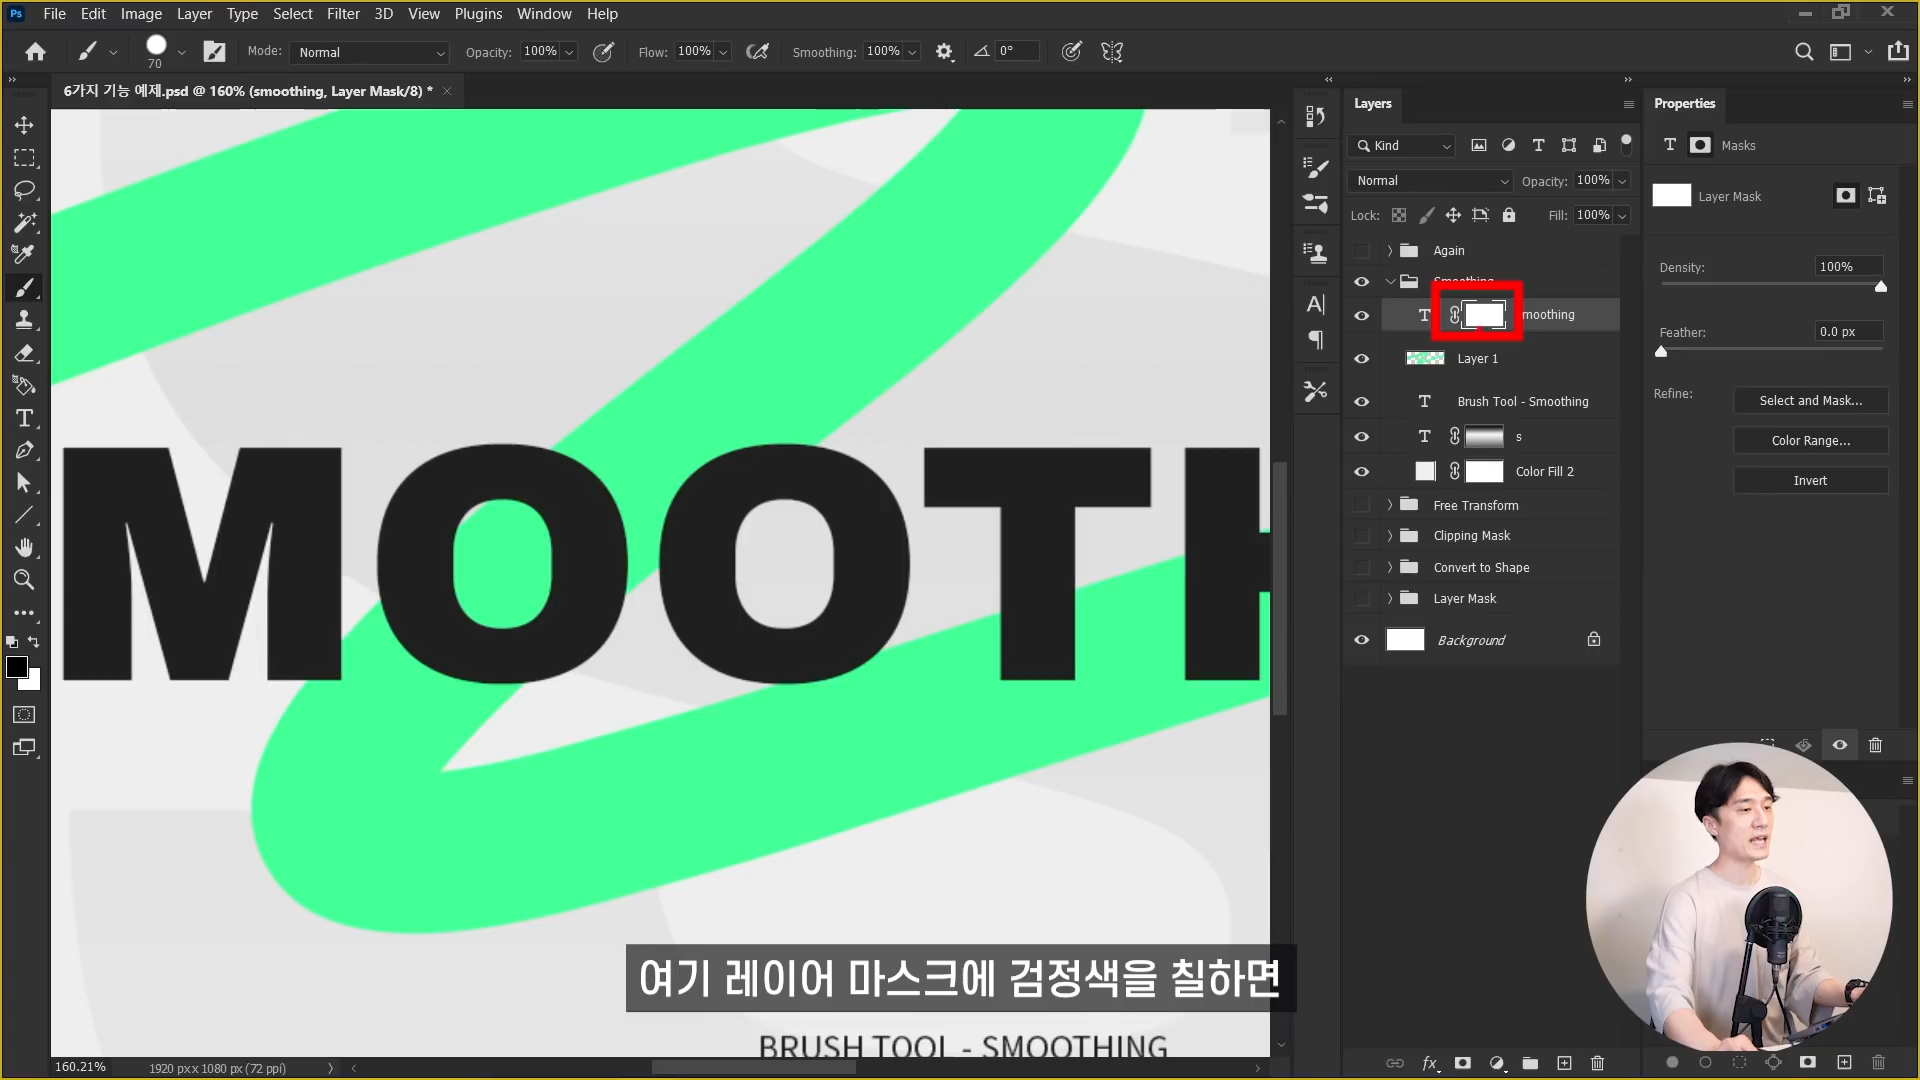 Ps File Edit Image Layer Type Select Filter 3D View Plugins Window Help
70 Mode: Normal Opacity: 100% Flow: 100% Smoothing: 100% 0°
6가지 기능 예제.psd @ 160% (smoothing, Layer Mask/8) *
MOOTH
BRUSH TOOL - SMOOTHING
여기 레이어 마스크에 검정색을 칠하면
160.21% 1920 px x 1080 px (72 ppi)
Layers
Kind
Normal Opacity: 100%
Lock: Fill: 100%
Again
Smoothing
moothing
Layer 1
Brush Tool - Smoothing
s
Color Fill 2
Free Transform
Clipping Mask
Convert to Shape
Layer Mask
Background
fx
Properties
Masks
Layer Mask
Density: 100%
Feather: 0.0 px
Refine: Select and Mask...
Color Range...
Invert